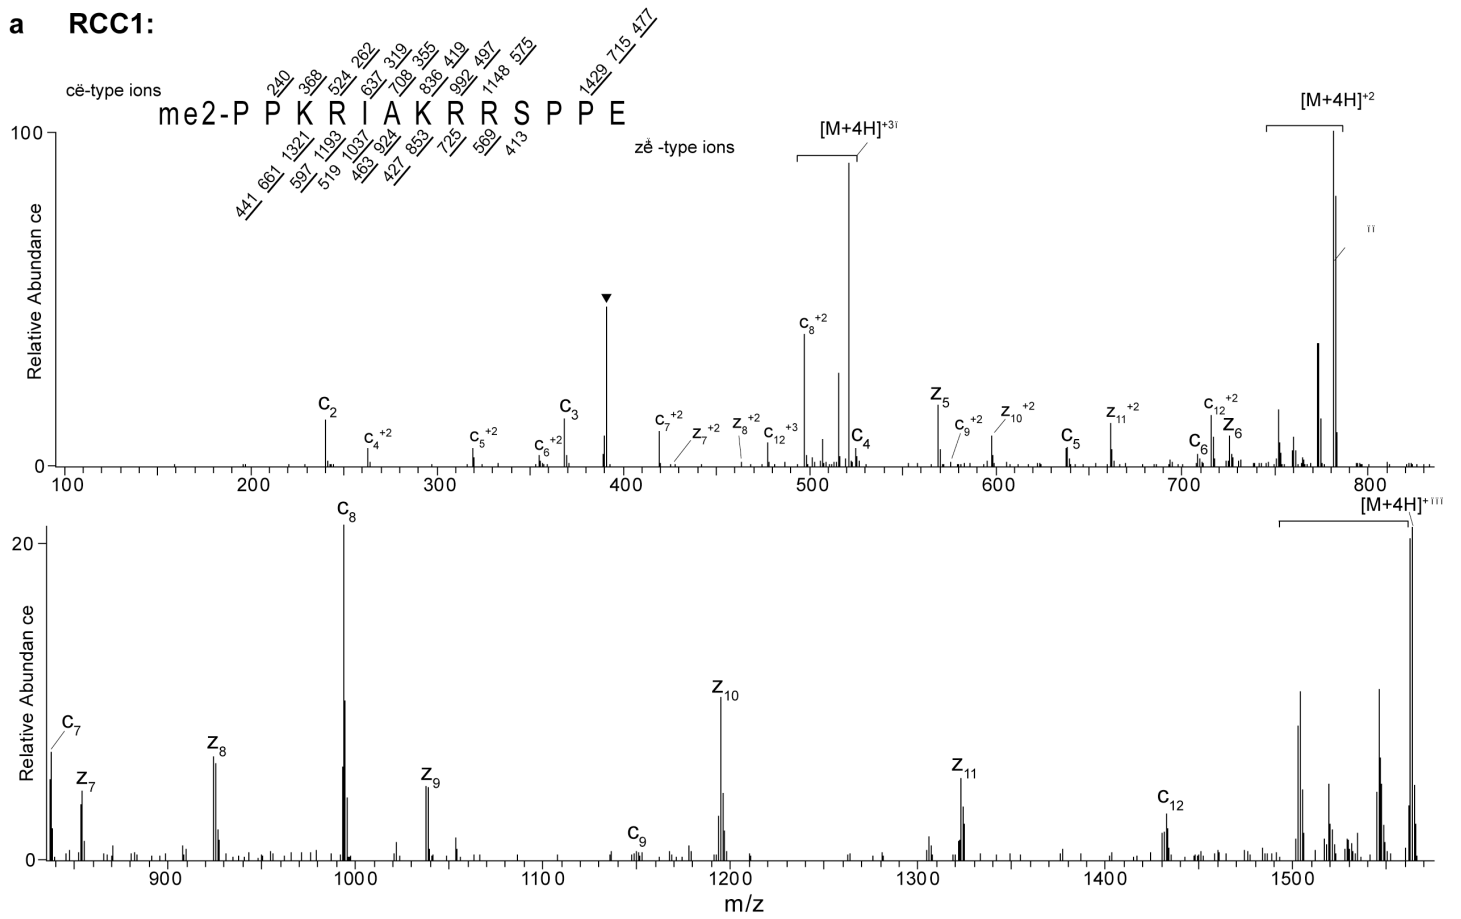 a RCC1:
240 368 524 262 637 319 708 355 836 419 992 497 1148 575 1429 715 477
cë-type ions
me2-P P K R I A K R R S P P E
441 661 1321 597 1193 519 1037 463 924 427 853 725 569 413
zë̌ -type ions
[M+4H]+3ï
[M+4H]+2
ïï
100
0
Relative Abundan ce
c2
c4+2
c5+2
c6+2
c3
▼
c7+2
z7+2
z8+2
c12+3
c8+2
c4
z5
c9+2
z10+2
c5
z11+2
c6
c12+2
z6
100 200 300 400 500 600 700 800
[M+4H]+ïïï
20
0
Relative Abundan ce
c7
z7
z8
c8
z9
c9
z10
z11
c12
900 1000 1100 1200 1300 1400 1500
m/z